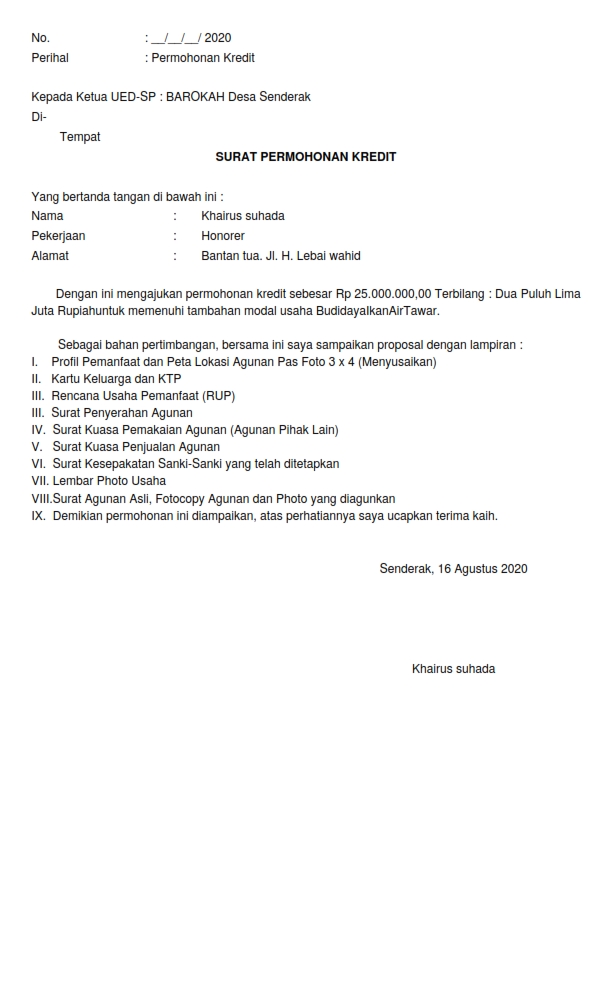 No. : __/__/__/ 2020
Perihal : Permohonan Kredit
Kepada Ketua UED-SP : BAROKAH Desa Senderak
Di-
Tempat
SURAT PERMOHONAN KREDIT
Yang bertanda tangan di bawah ini :
Nama : Khairus suhada
Pekerjaan : Honorer
Alamat : Bantan tua. Jl. H. Lebai wahid
Dengan ini mengajukan permohonan kredit sebesar Rp 25.000.000,00 Terbilang : Dua Puluh Lima
Juta Rupiahuntuk memenuhi tambahan modal usaha BudidayaIkanAirTawar.
Sebagai bahan pertimbangan, bersama ini saya sampaikan proposal dengan lampiran :
I. Profil Pemanfaat dan Peta Lokasi Agunan Pas Foto 3 x 4 (Menyusaikan)
II. Kartu Keluarga dan KTP
III. Rencana Usaha Pemanfaat (RUP)
III. Surat Penyerahan Agunan
IV. Surat Kuasa Pemakaian Agunan (Agunan Pihak Lain)
V. Surat Kuasa Penjualan Agunan
VI. Surat Kesepakatan Sanki-Sanki yang telah ditetapkan
VII. Lembar Photo Usaha
VIII.Surat Agunan Asli, Fotocopy Agunan dan Photo yang diagunkan
IX. Demikian permohonan ini diampaikan, atas perhatiannya saya ucapkan terima kaih.
Senderak, 16 Agustus 2020
Khairus suhada